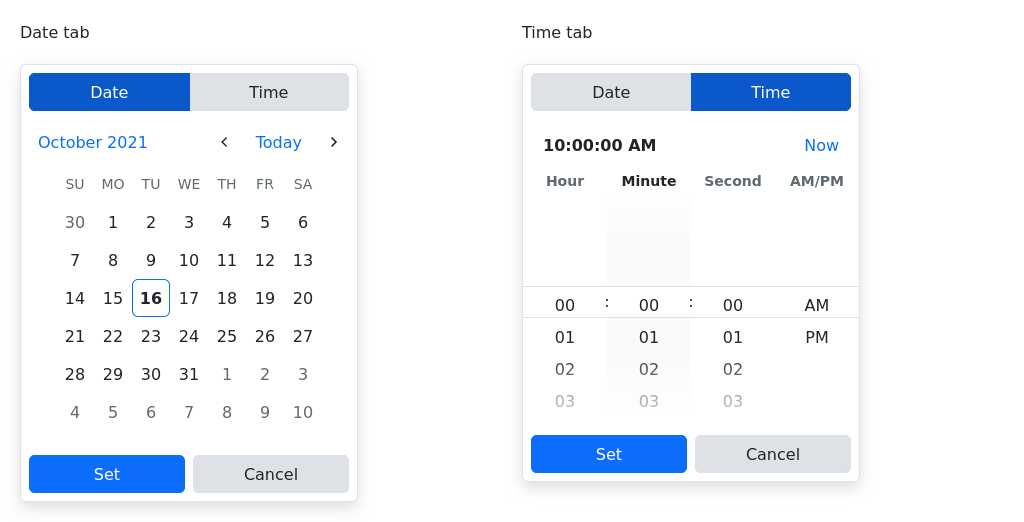 Date tab
Date Time
October 2021 Today
SU MO TU WE TH FR SA
30 1 2 3 4 5 6
7 8 9 10 11 12 13
14 15 16 17 18 19 20
21 22 23 24 25 26 27
28 29 30 31 1 2 3
4 5 6 7 8 9 10
Set Cancel
Time tab
Date Time
10:00:00 AM Now
Hour Minute Second AM/PM
00 : 00 : 00 AM
01 01 01 PM
02 02 02
03 03 03
Set Cancel